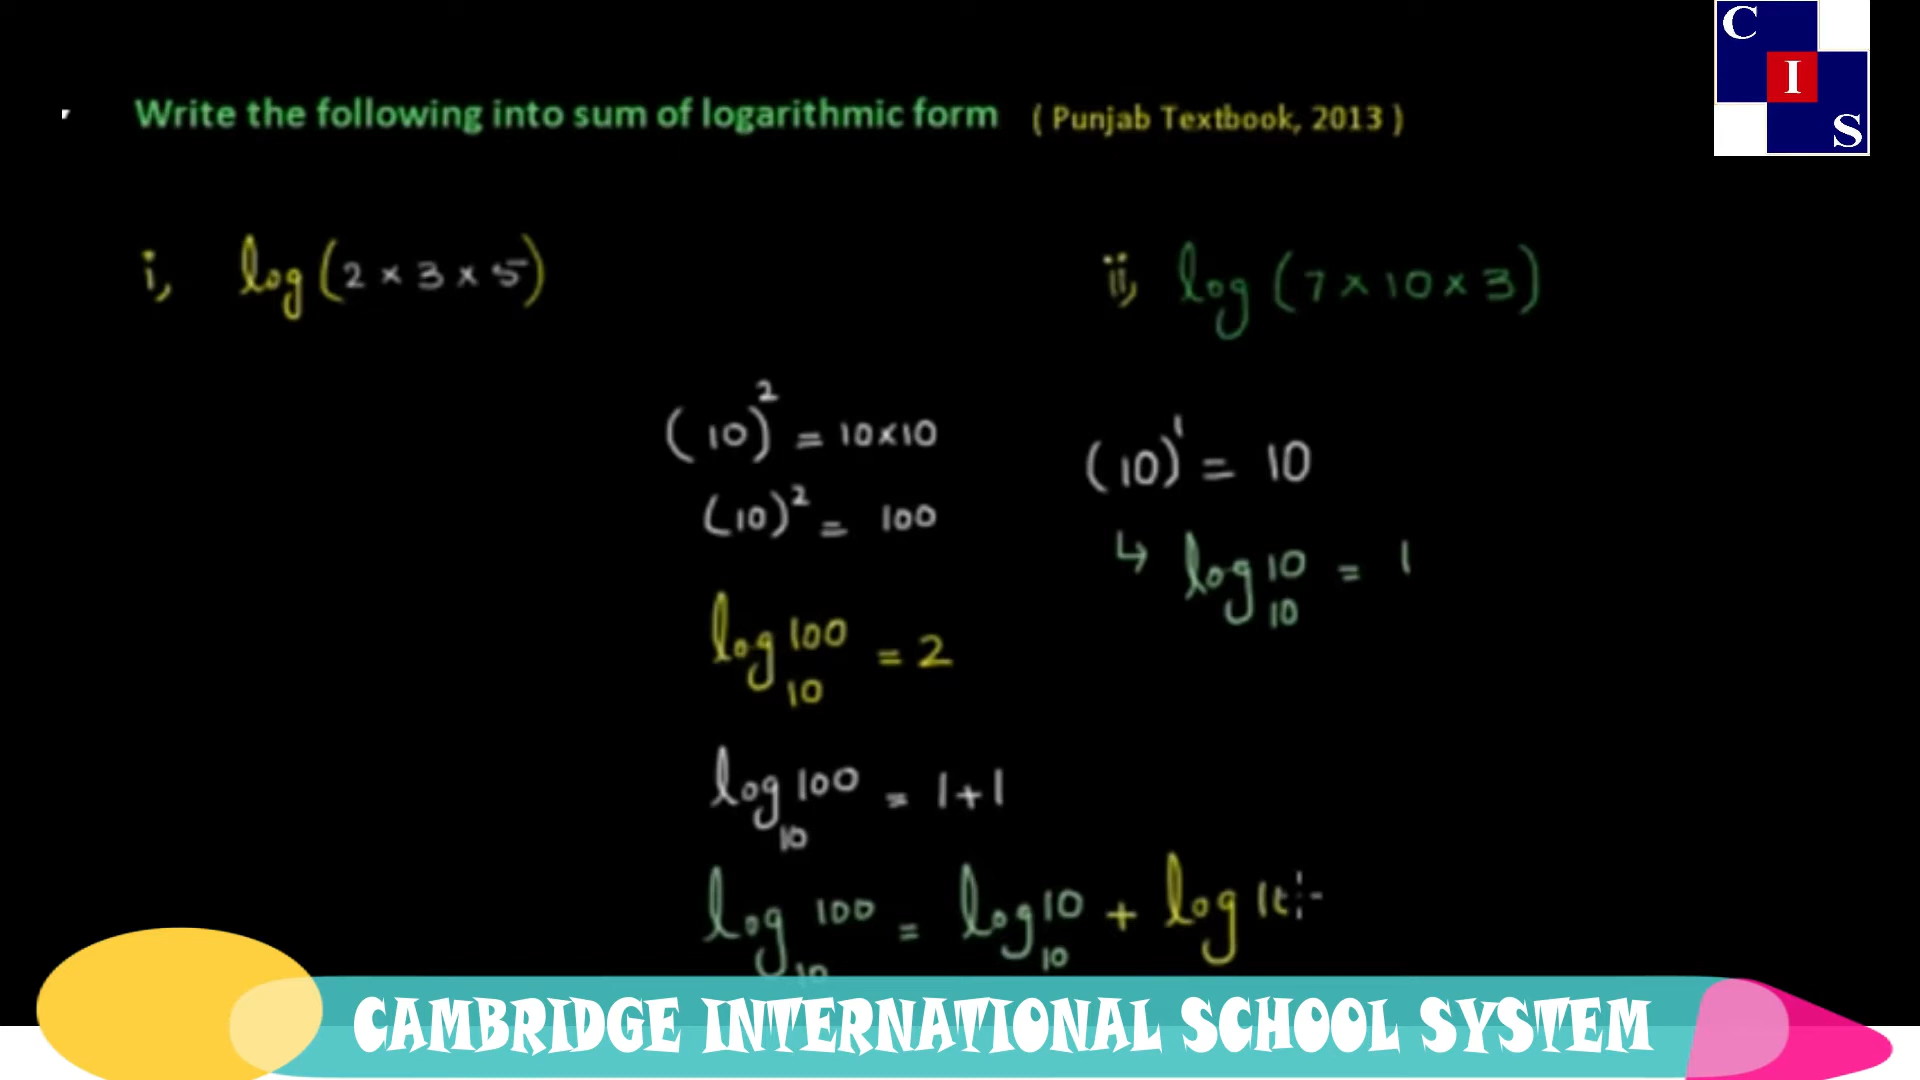 C
I
S
Write the following into sum of logarithmic form ( Punjab Textbook, 2013 )
i, log (2 × 3 × 5)
ii, log (7 × 10 × 3)
(10)² = 10×10
(10)² = 100
log₁₀ 100 = 2
log₁₀ 100 = 1+1
log₁₀ 100 = log₁₀ 10 + log
(10)¹ = 10
↳ log₁₀ 10 = 1
CAMBRIDGE INTERNATIONAL SCHOOL SYSTEM